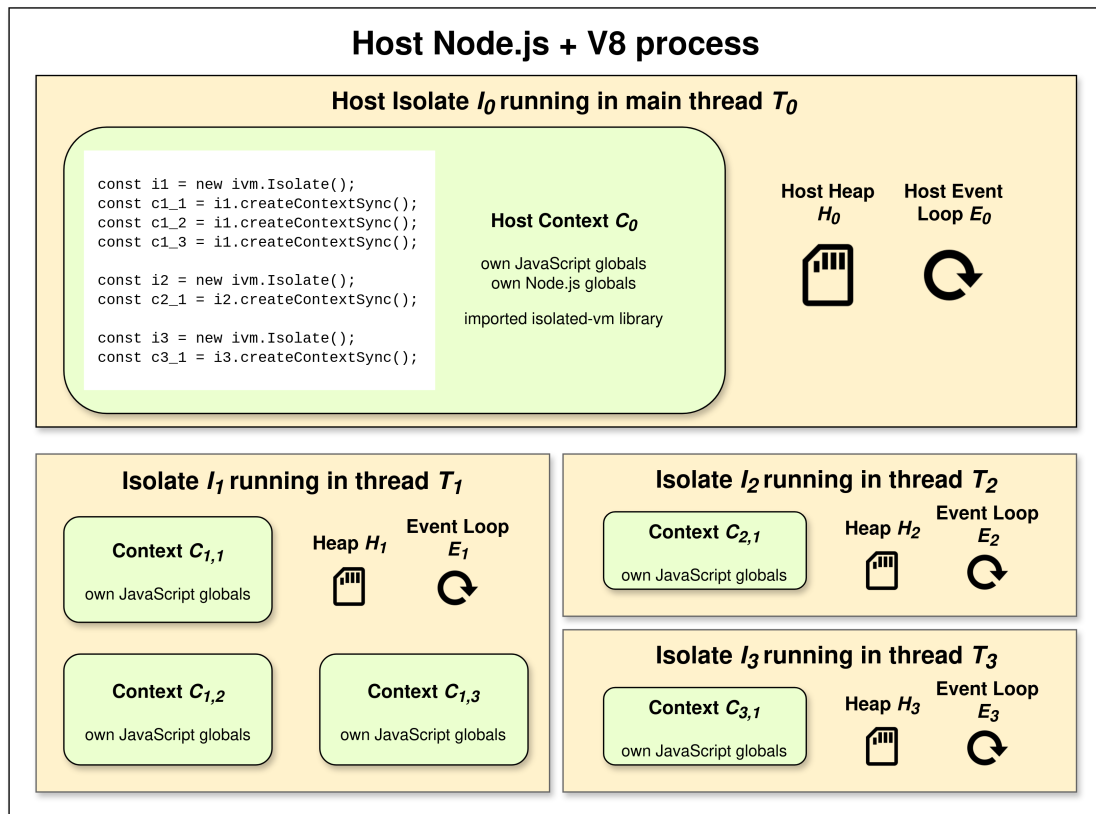 Host Node.js + V8 process
Host Isolate I0 running in main thread T0
const i1 = new ivm.Isolate();
const c1_1 = i1.createContextSync();
const c1_2 = i1.createContextSync();
const c1_3 = i1.createContextSync();
const i2 = new ivm.Isolate();
const c2_1 = i2.createContextSync();
const i3 = new ivm.Isolate();
const c3_1 = i3.createContextSync();
Host Context C0
own JavaScript globals
own Node.js globals
imported isolated-vm library
Host Heap
H0
Host Event
Loop E0
Isolate I1 running in thread T1
Context C1,1
own JavaScript globals
Heap H1
Event Loop
E1
Context C1,2
own JavaScript globals
Context C1,3
own JavaScript globals
Isolate I2 running in thread T2
Context C2,1
own JavaScript globals
Heap H2
Event Loop
E2
Isolate I3 running in thread T3
Context C3,1
own JavaScript globals
Heap H3
Event Loop
E3